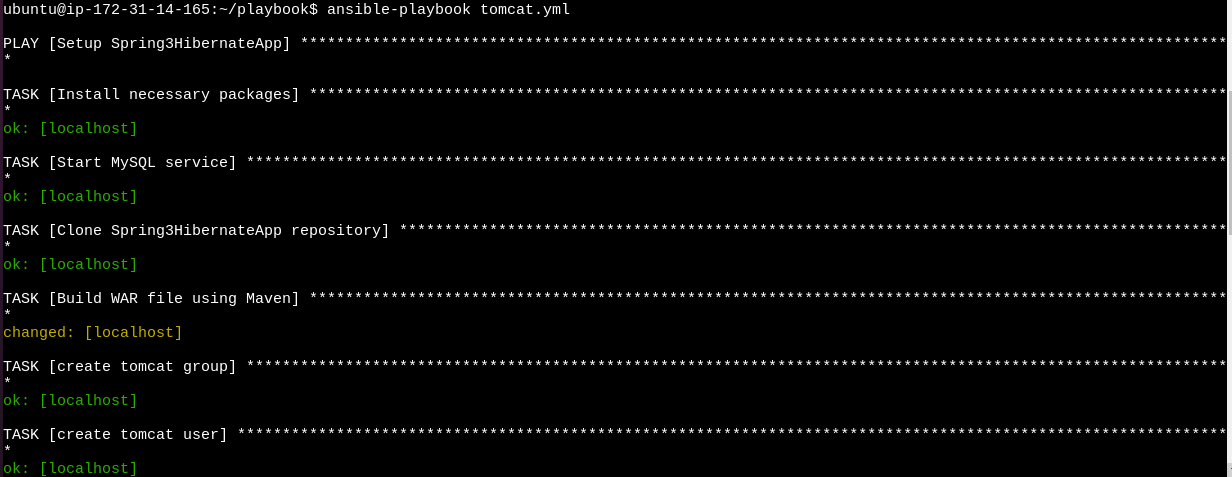 ubuntu@ip-172-31-14-165:~/playbook$ ansible-playbook tomcat.yml
PLAY [Setup Spring3HibernateApp] *******************************************************************************************************
*
TASK [Install necessary packages] ******************************************************************************************************
*
ok: [localhost]
TASK [Start MySQL service] *************************************************************************************************************
*
ok: [localhost]
TASK [Clone Spring3HibernateApp repository] ********************************************************************************************
*
ok: [localhost]
TASK [Build WAR file using Maven] ******************************************************************************************************
*
changed: [localhost]
TASK [create tomcat group] *************************************************************************************************************
*
ok: [localhost]
TASK [create tomcat user] **************************************************************************************************************
*
ok: [localhost]